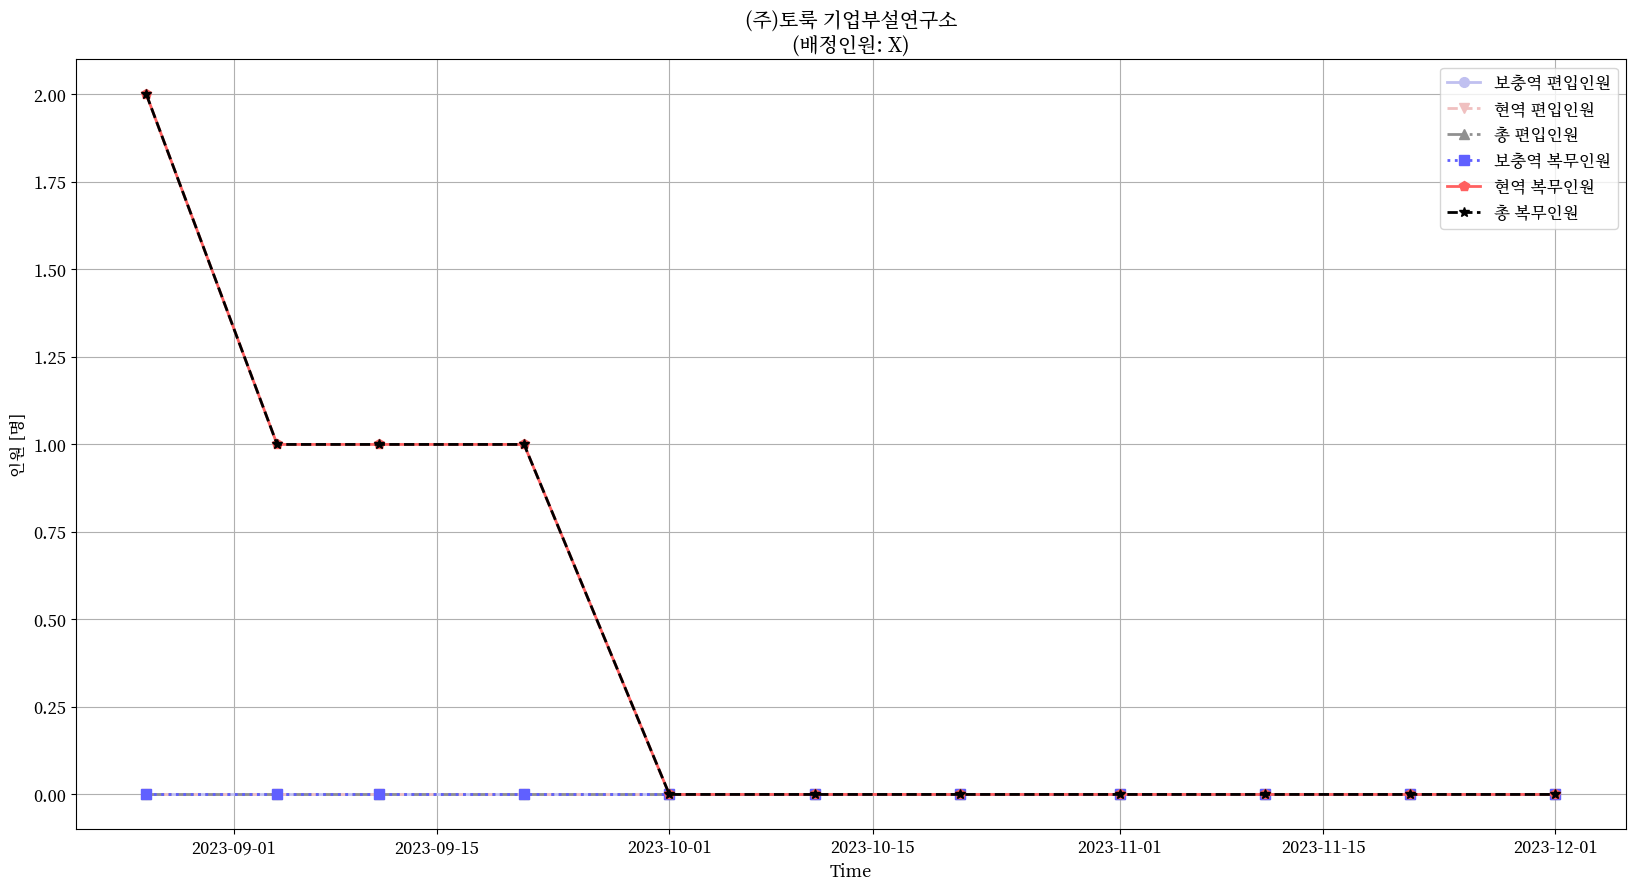 (주)토룩 기업부설연구소
(배정인원: X)
보충역 편입인원
현역 편입인원
총 편입인원
보충역 복무인원
현역 복무인원
총 복무인원
인원 [명]
2.00
1.75
1.50
1.25
1.00
0.75
0.50
0.25
0.00
2023-09-01
2023-09-15
2023-10-01
2023-10-15
2023-11-01
2023-11-15
2023-12-01
Time